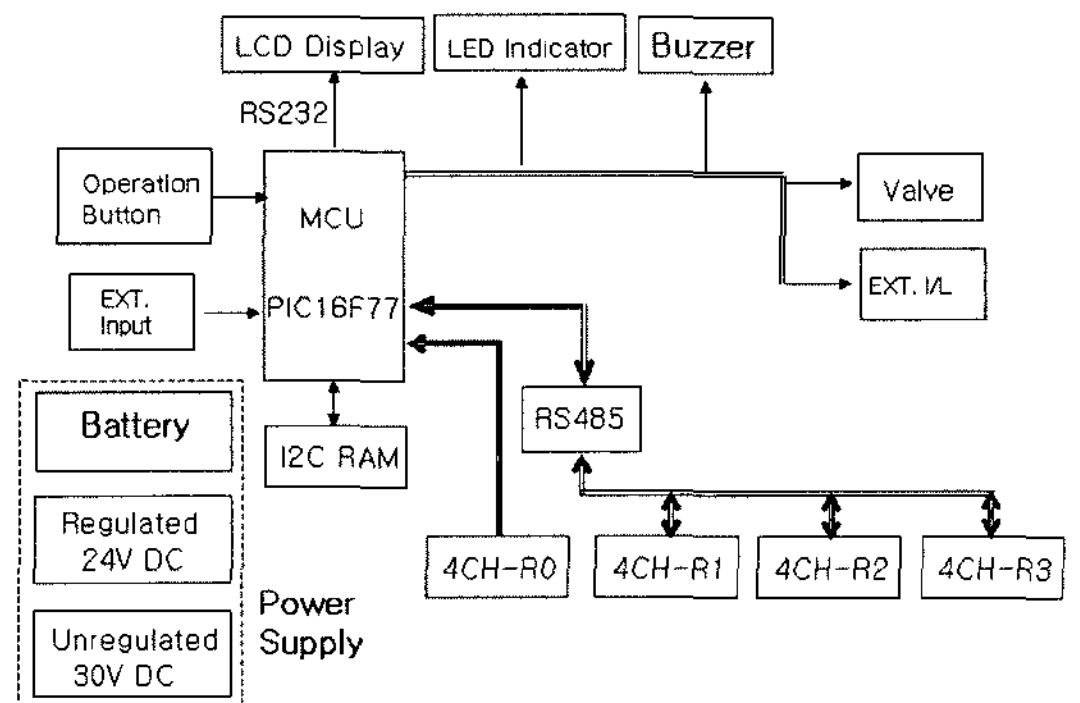 LCD Display
LED Indicator
Buzzer
RS232
Operation
Button
MCU
PIC16F77
Valve
EXT. I/L
EXT.
Input
RS485
I2C RAM
Battery
Regulated
24V DC
Unregulated
30V DC
Power
Supply
4CH-R0
4CH-R1
4CH-R2
4CH-R3